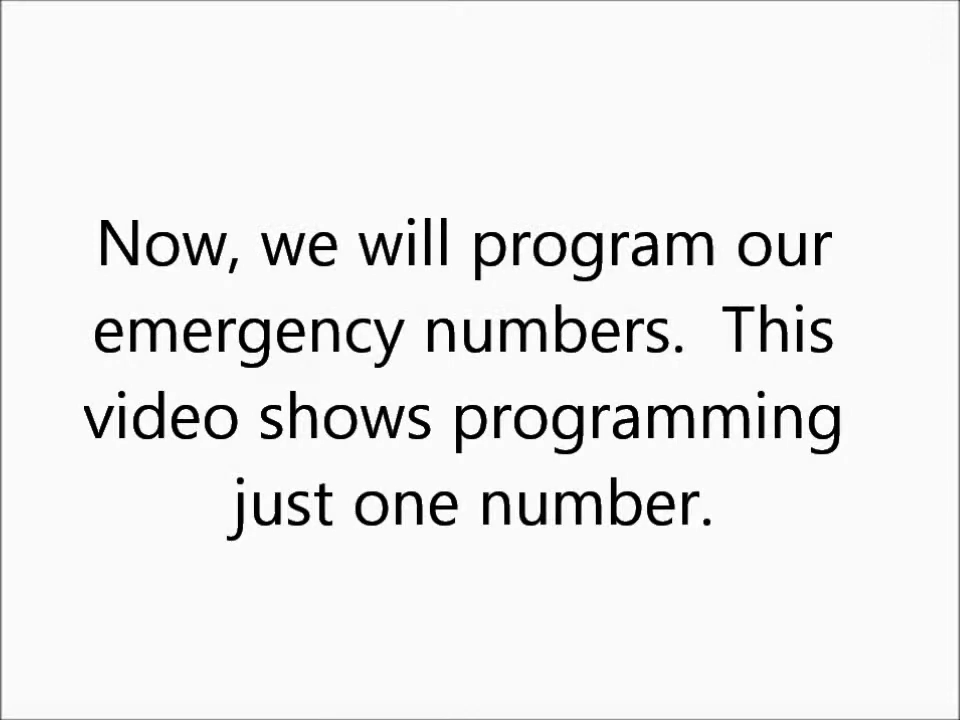 Now, we will program our
emergency numbers.  This
video shows programming
just one number.